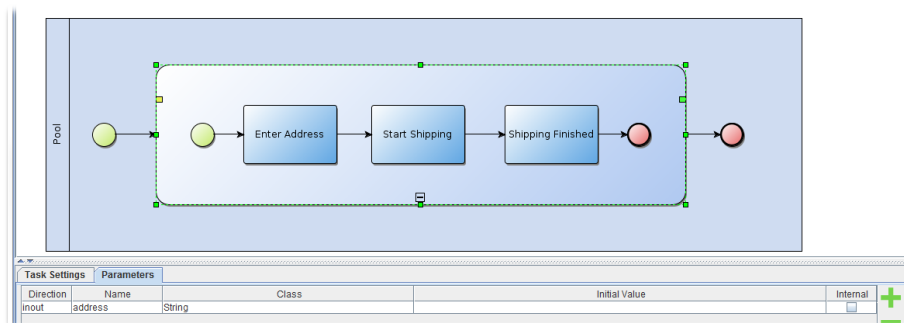 Pool
Enter Address
Start Shipping
Shipping Finished
Task Settings Parameters
Direction Name Class Initial Value Internal
inout address String